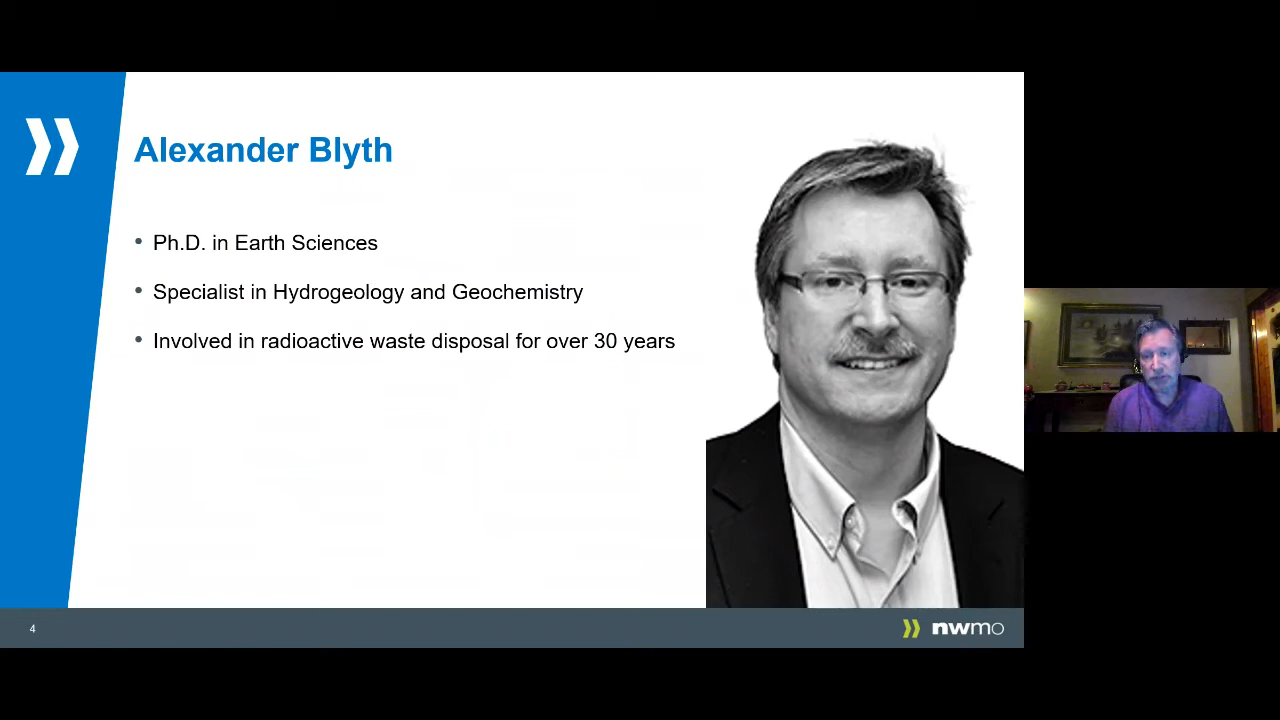 Alexander Blyth
• Ph.D. in Earth Sciences
• Specialist in Hydrogeology and Geochemistry
• Involved in radioactive waste disposal for over 30 years
4
nwmo